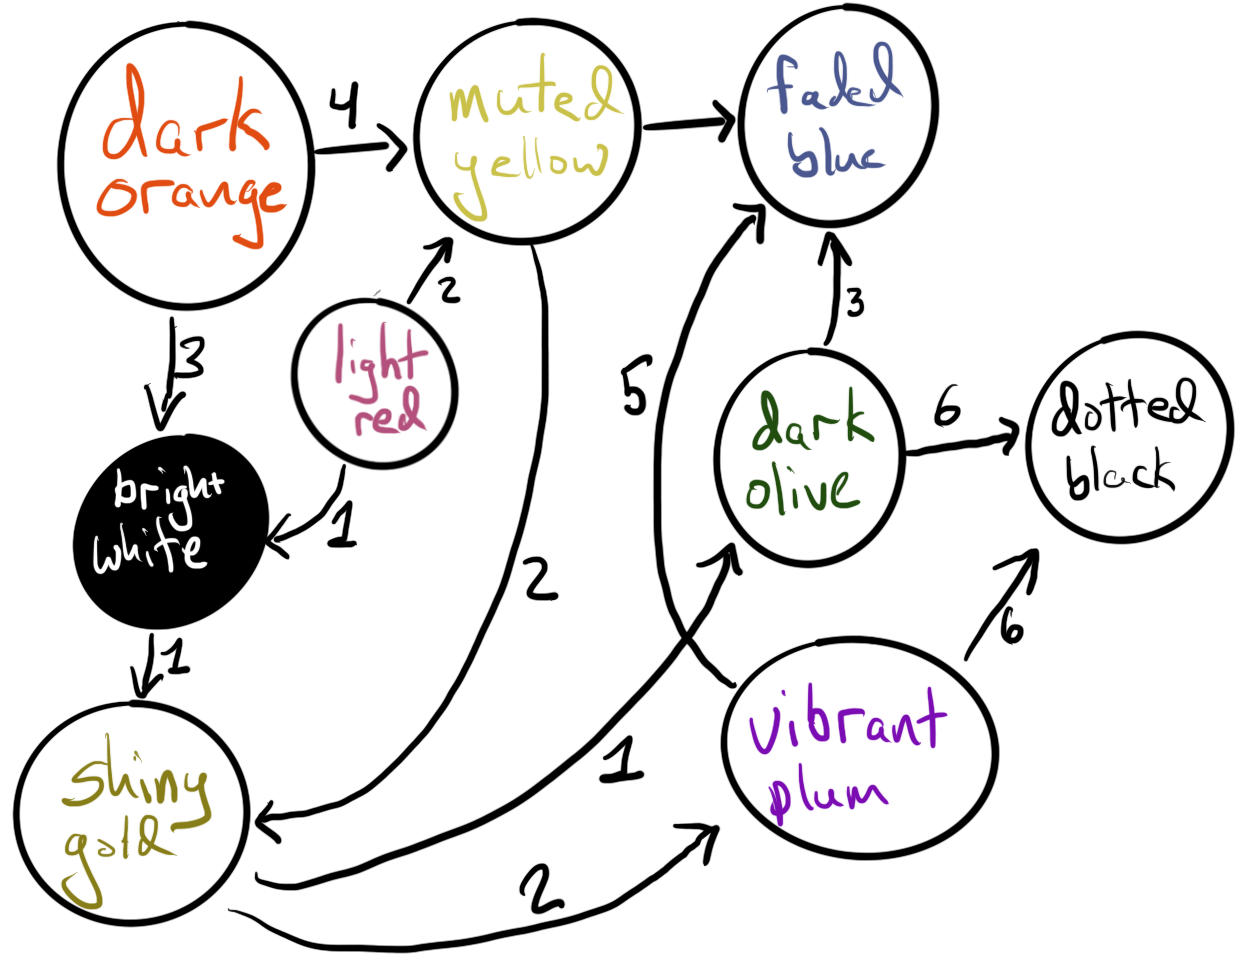 dark
orange
4
muted
yellow
faded
blue
3
light
red
2
1
bright
white
1
2
5
3
dark
olive
6
dotted
black
6
vibrant
plum
1
2
shiny
gold